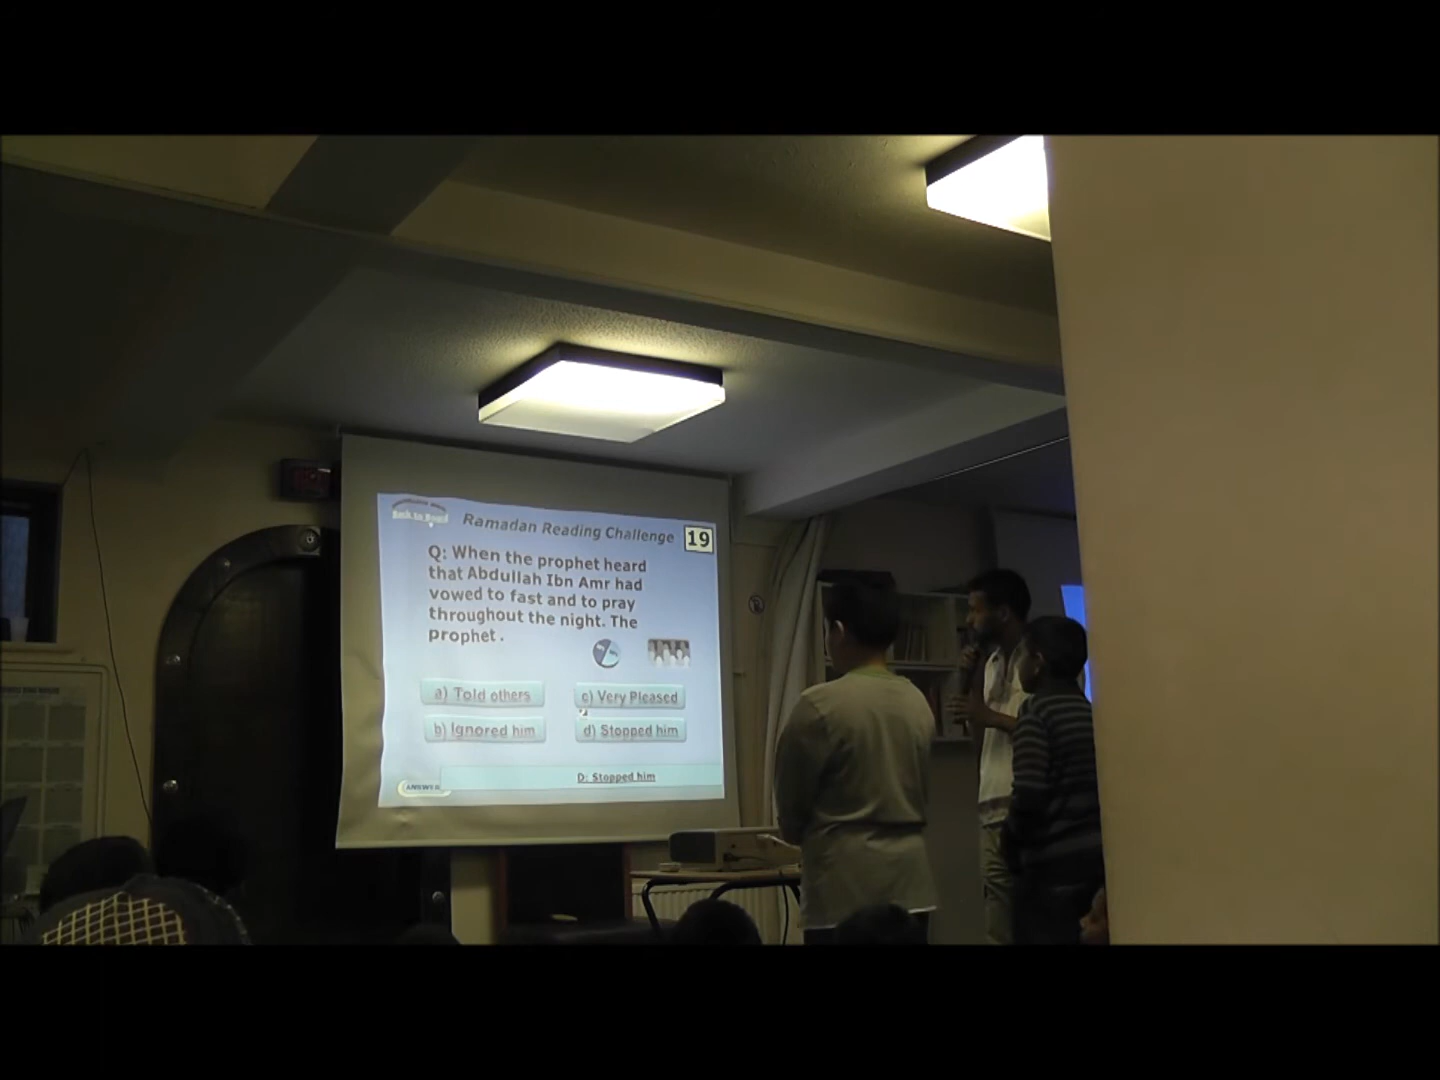 Back to Board
Ramadan Reading Challenge
19
Q: When the prophet heard
that Abdullah Ibn Amr had
vowed to fast and to pray
throughout the night. The
prophet .
a) Told others
c) Very Pleased
b) Ignored him
d) Stopped him
D: Stopped him
ANSWER